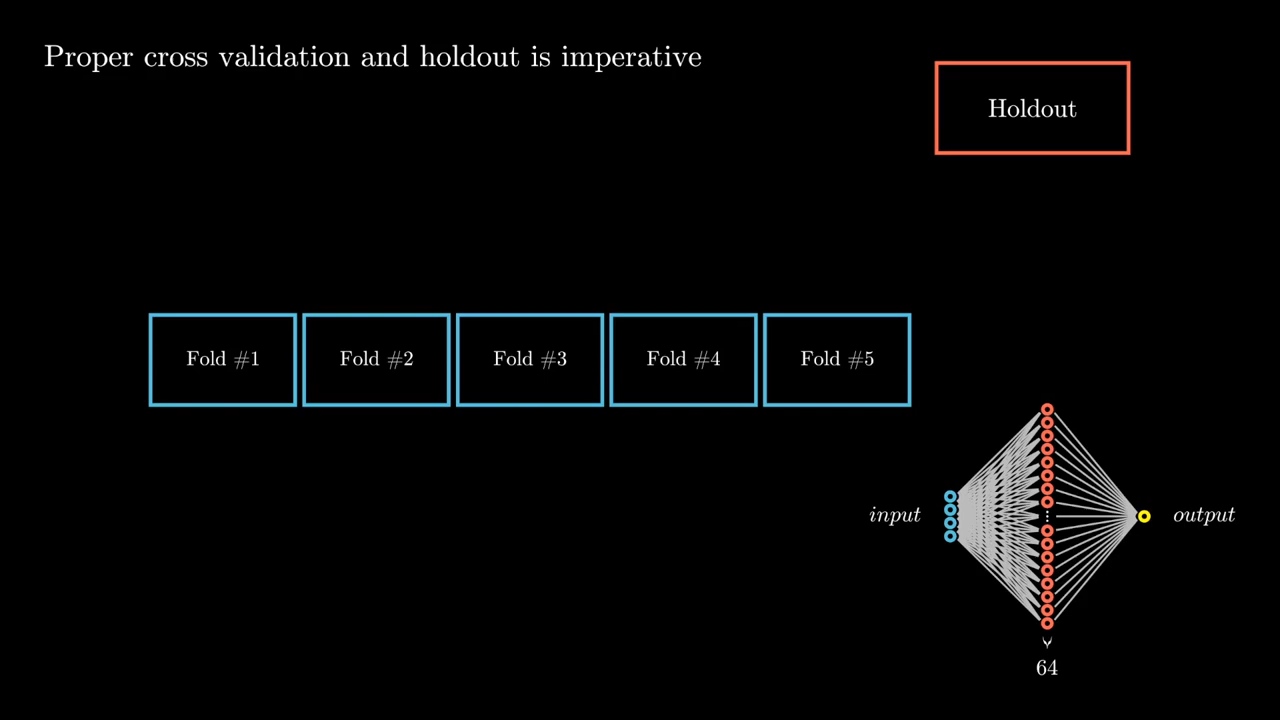 Proper cross validation and holdout is imperative
Holdout
Fold #1 Fold #2 Fold #3 Fold #4 Fold #5
input
output
64